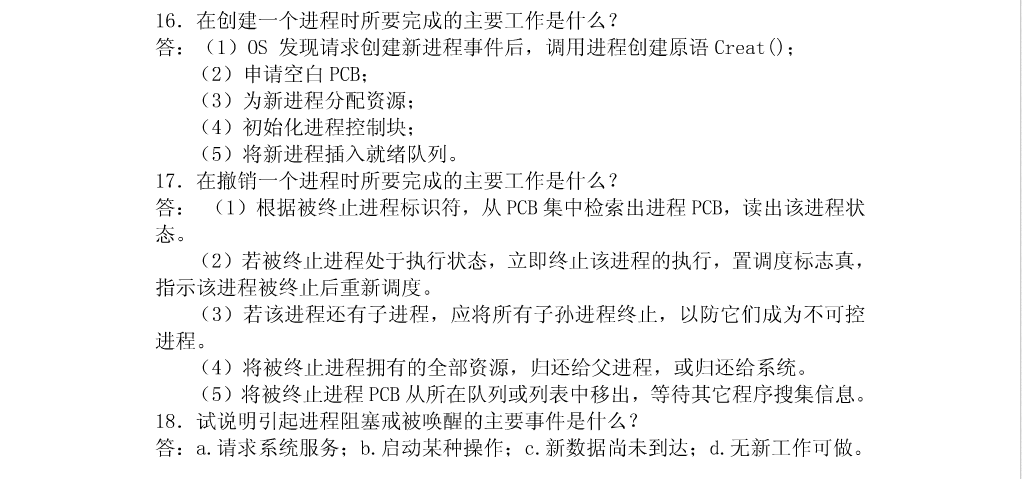 16．在创建一个进程时所要完成的主要工作是什么？
答：（1）OS 发现请求创建新进程事件后，调用进程创建原语 Creat()；
（2）申请空白 PCB；
（3）为新进程分配资源；
（4）初始化进程控制块；
（5）将新进程插入就绪队列。
17．在撤销一个进程时所要完成的主要工作是什么？
答： （1）根据被终止进程标识符，从 PCB 集中检索出进程 PCB，读出该进程状
态。
（2）若被终止进程处于执行状态，立即终止该进程的执行，置调度标志真，
指示该进程被终止后重新调度。
（3）若该进程还有子进程，应将所有子孙进程终止，以防它们成为不可控
进程。
（4）将被终止进程拥有的全部资源，归还给父进程，或归还给系统。
（5）将被终止进程 PCB 从所在队列或列表中移出，等待其它程序搜集信息。
18．试说明引起进程阻塞或被唤醒的主要事件是什么？
答：a.请求系统服务；b.启动某种操作；c.新数据尚未到达；d.无新工作可做。